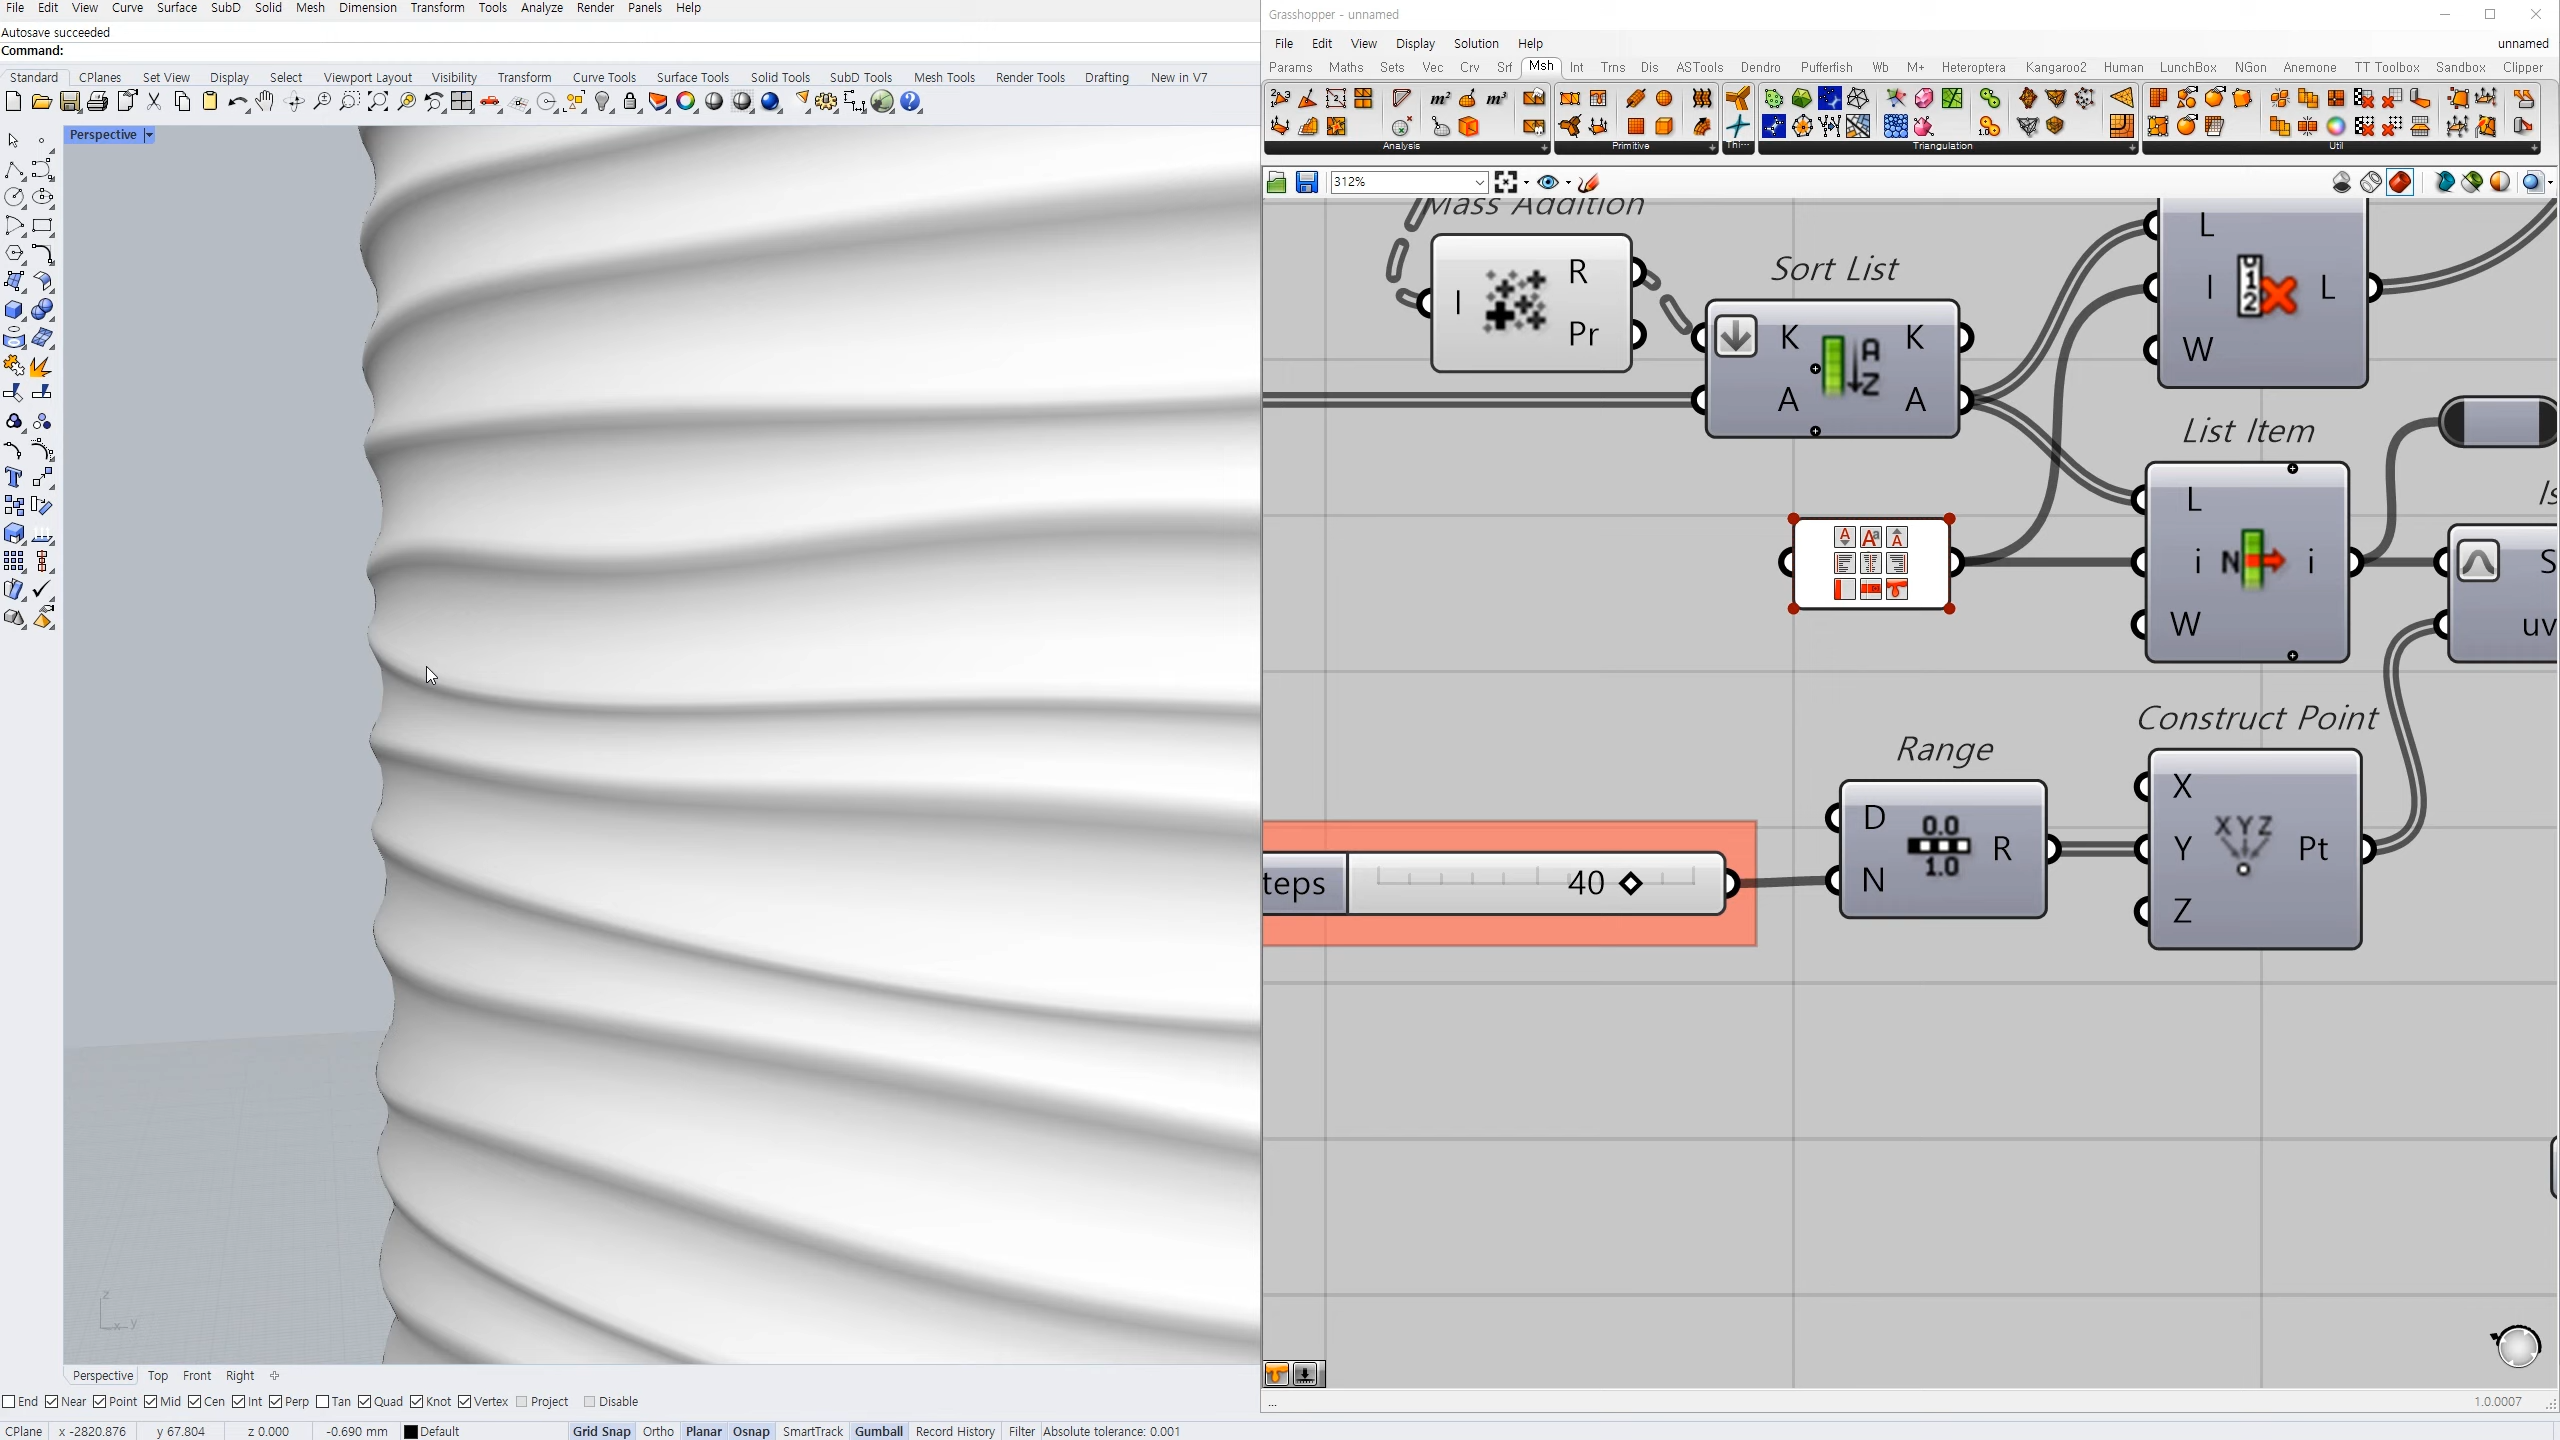 File Edit View Curve Surface SubD Solid Mesh Dimension Transform Tools Analyze Render Panels Help
Autosave succeeded
Command:
Standard CPlanes Set View Display Select Viewport Layout Visibility Transform Curve Tools Surface Tools Solid Tools SubD Tools Mesh Tools Render Tools Drafting New in V7
Perspective
z
x y
Perspective Top Front Right
End Near Point Mid Cen Int Perp Tan Quad Knot Vertex Project Disable
CPlane x -2820.876 y 67.804 z 0.000 -0.690 mm Default Grid Snap Ortho Planar Osnap SmartTrack Gumball Record History Filter Absolute tolerance: 0.001
Grasshopper - unnamed
File Edit View Display Solution Help unnamed
Params Maths Sets Vec Crv Srf Msh Int Trns Dis ASTools Dendro Pufferfish Wb M+ Heteroptera Kangaroo2 Human LunchBox NGon Anemone TT Toolbox Sandbox Clipper
Analysis Primitive Thi... Triangulation Util
312%
Mass Addition
I R Pr
Sort List
K A A Z K A
L I W 1 2 L
List Item
L i W N i
S uv
Range
D N 0.0 1.0 R
Construct Point
X Y Z X Y Z Pt
teps 40
...
1.0.0007